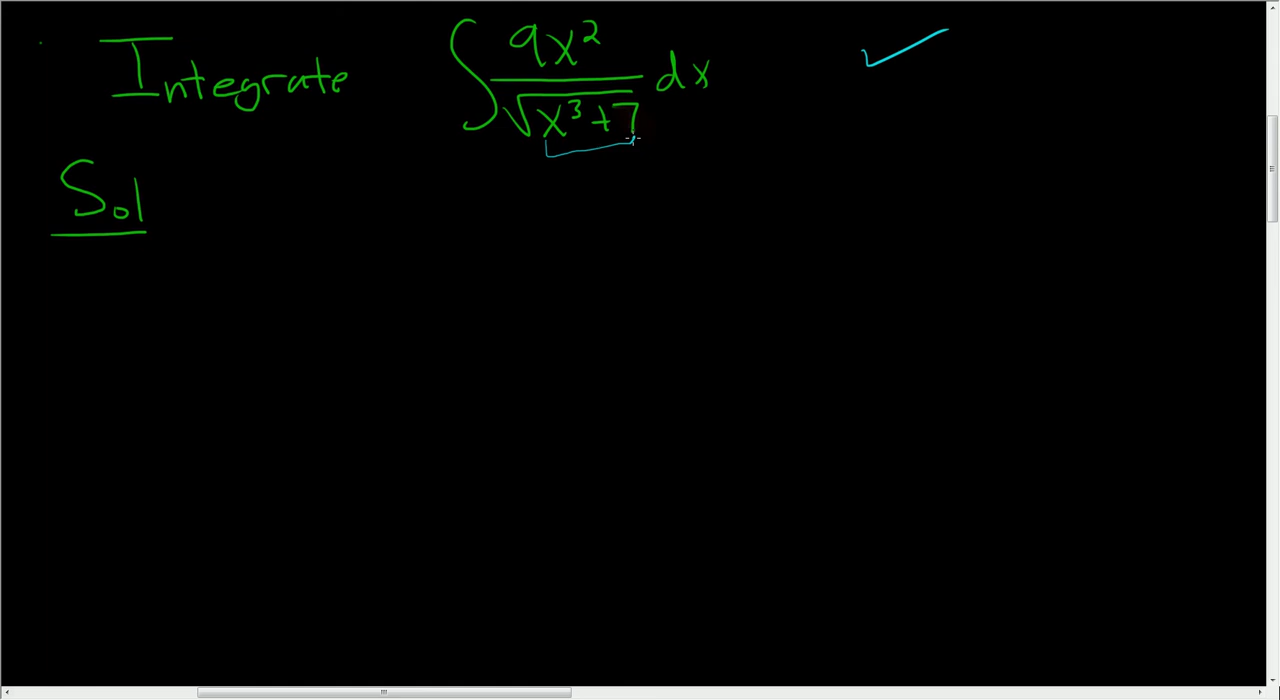 Integrate ∫ 9x²/√(x³+7) dx
Sol